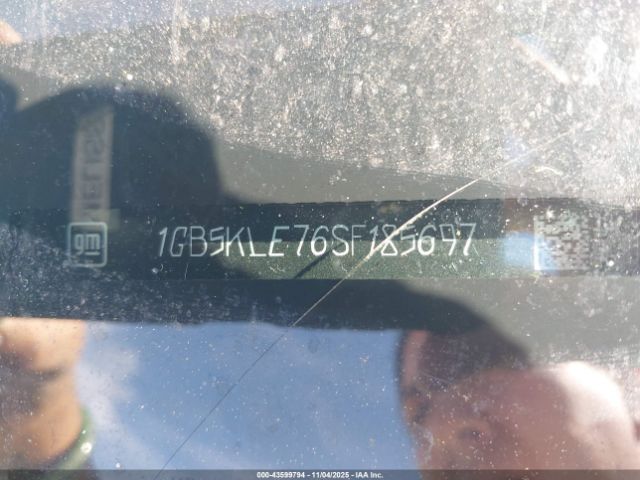 gm 1GB5KLE76SF185697
000-43599794 - 11/04/2025 - IAA Inc.